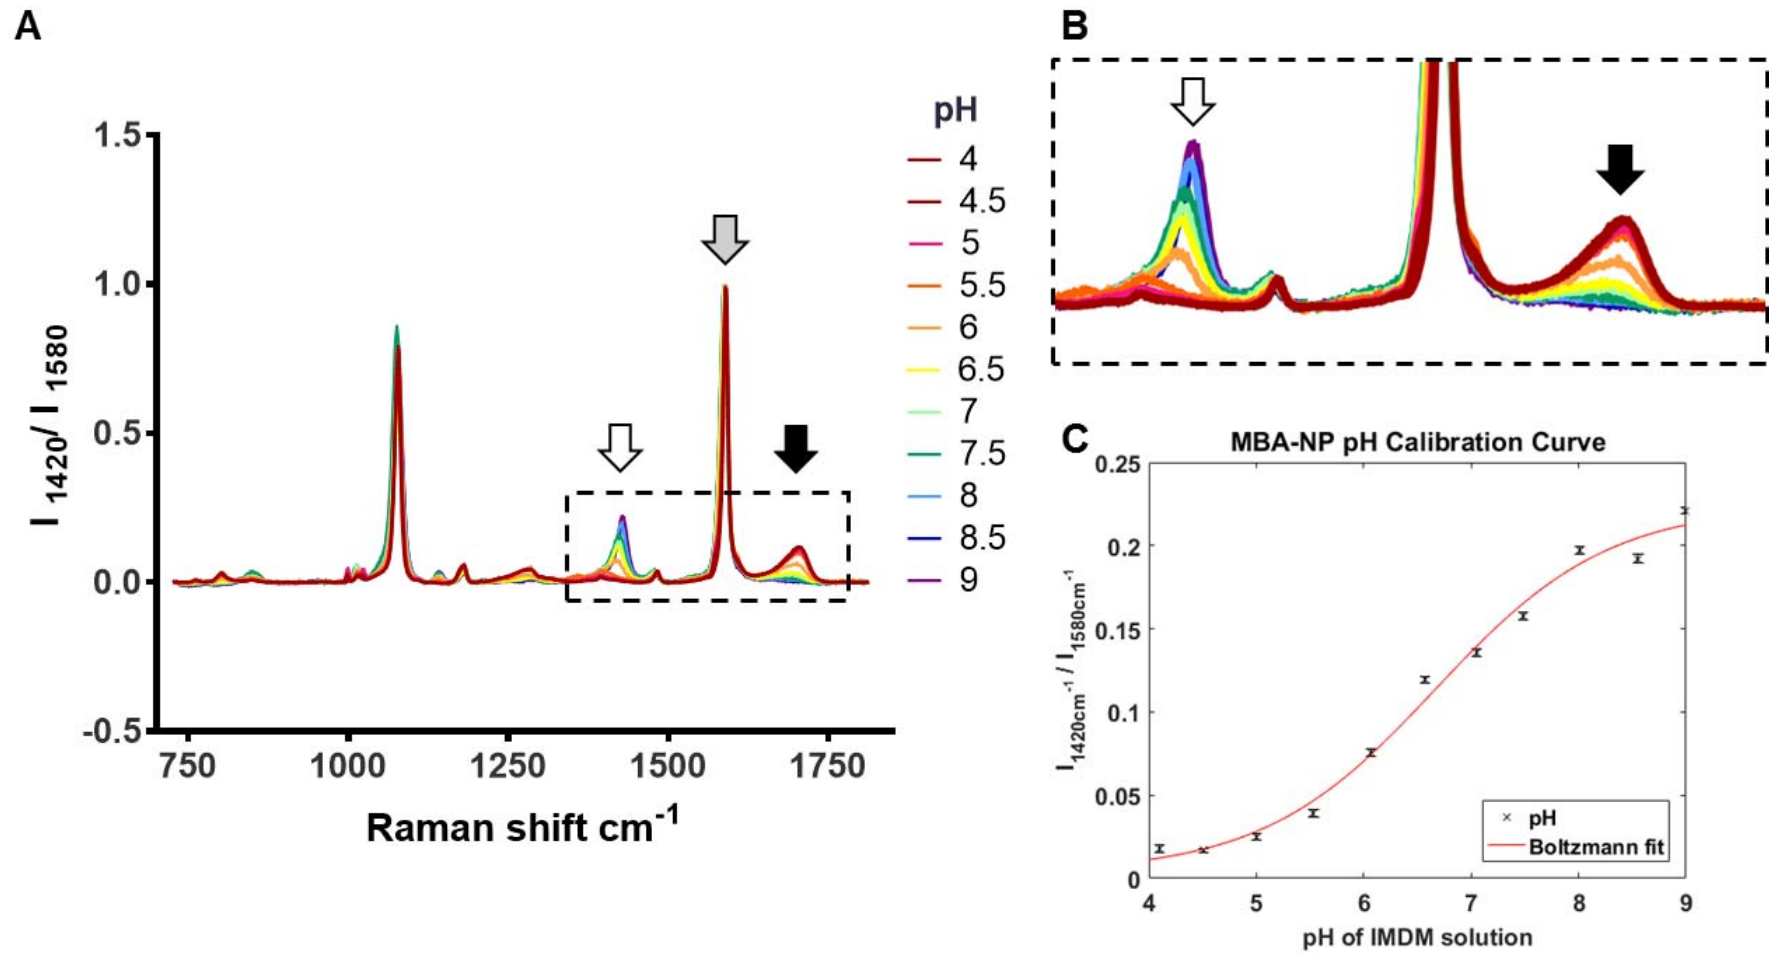 A
I 1420/ I 1580
1.5
1.0
0.5
0.0
-0.5
750 1000 1250 1500 1750
Raman shift cm-1
pH
4
4.5
5
5.5
6
6.5
7
7.5
8
8.5
9
B
C
MBA-NP pH Calibration Curve
I1420cm-1 / I1580cm-1
0.25
0.2
0.15
0.1
0.05
0
4 5 6 7 8 9
pH of IMDM solution
pH
Boltzmann fit